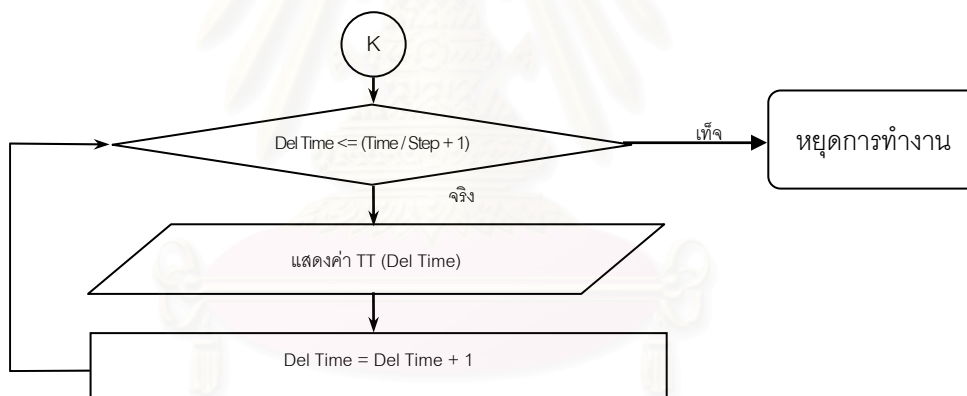 K
Del Time <= (Time / Step + 1)
เท็จ
หยุดการทำงาน
จริง
แสดงค่า TT (Del Time)
Del Time = Del Time + 1